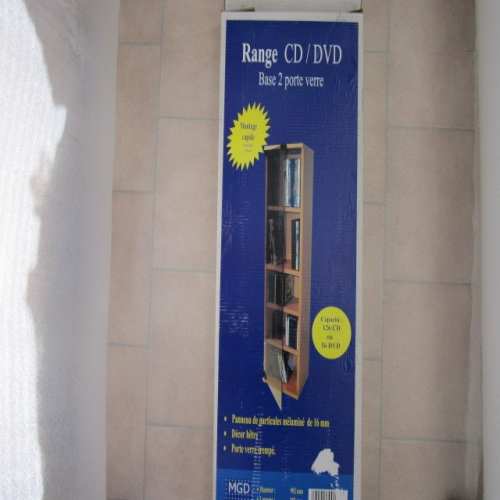 Range CD / DVD
Base 2 porte verre
Montage
rapide
Capacité :
126 CD
ou
56 DVD
• Panneau de particules mélaminé de 16 mm
• Décor hêtre
• Porte verre trempé.
MGD